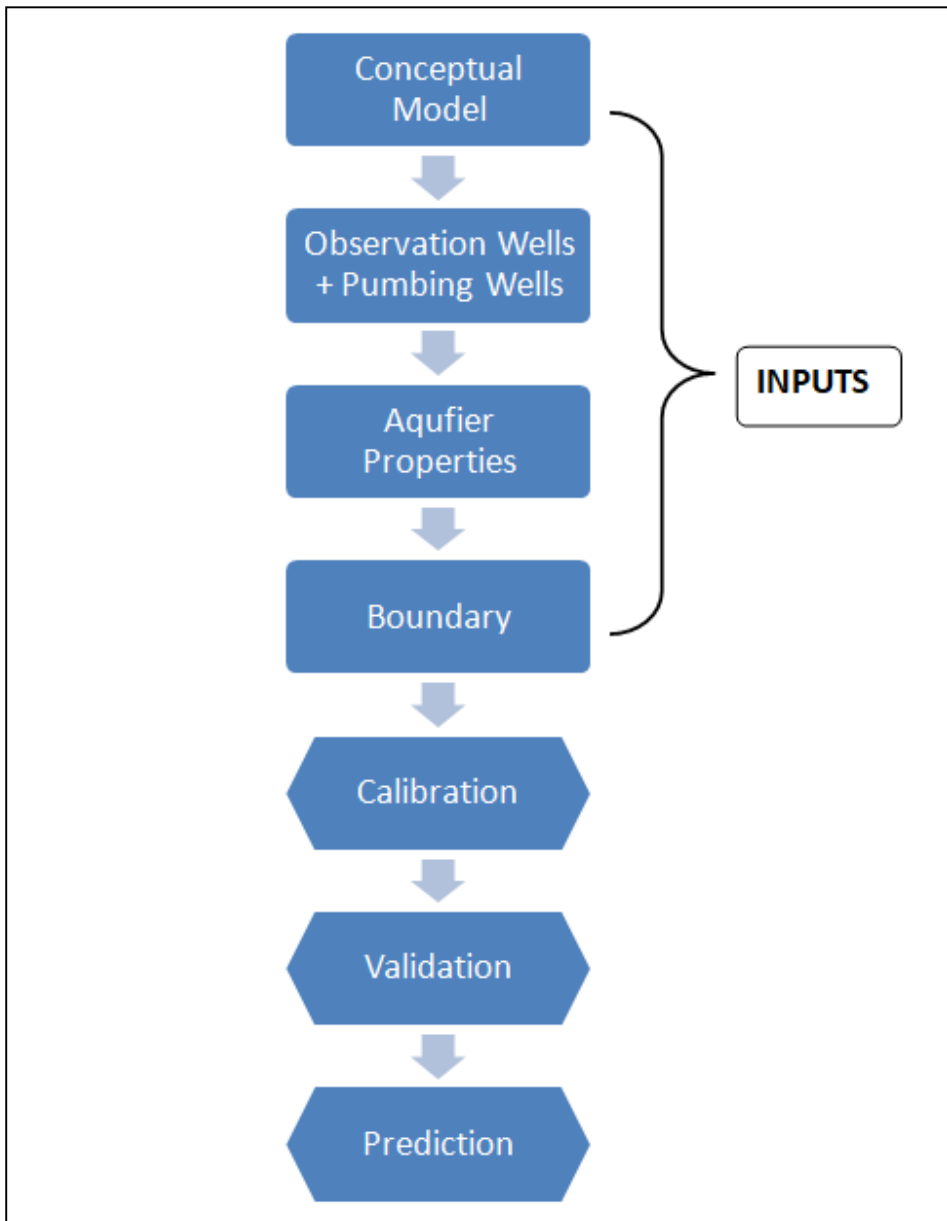 Conceptual
Model
Observation Wells
+ Pumbing Wells
Aqufier
Properties
Boundary
INPUTS
Calibration
Validation
Prediction